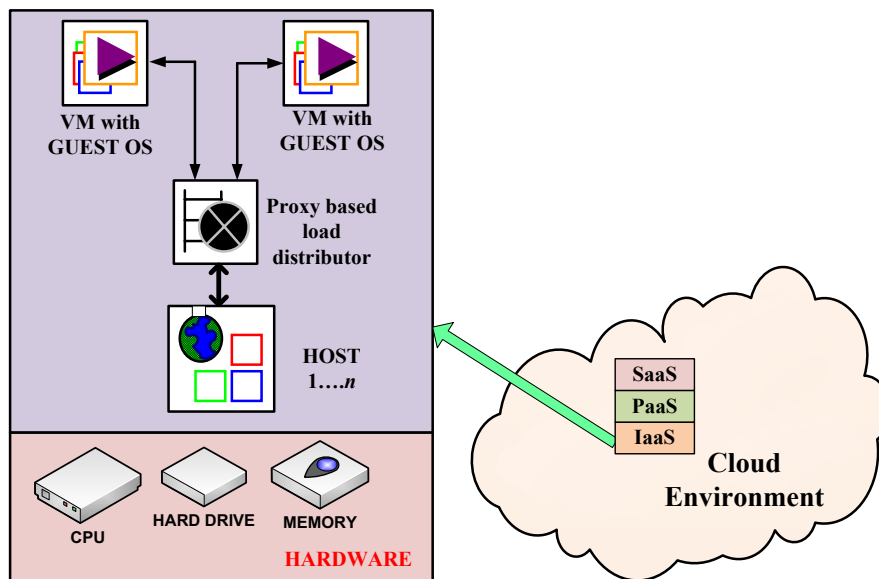 VM with
GUEST OS
VM with
GUEST OS
Proxy based
load
distributor
HOST
1....n
CPU
HARD DRIVE
MEMORY
HARDWARE
SaaS
PaaS
IaaS
Cloud
Environment